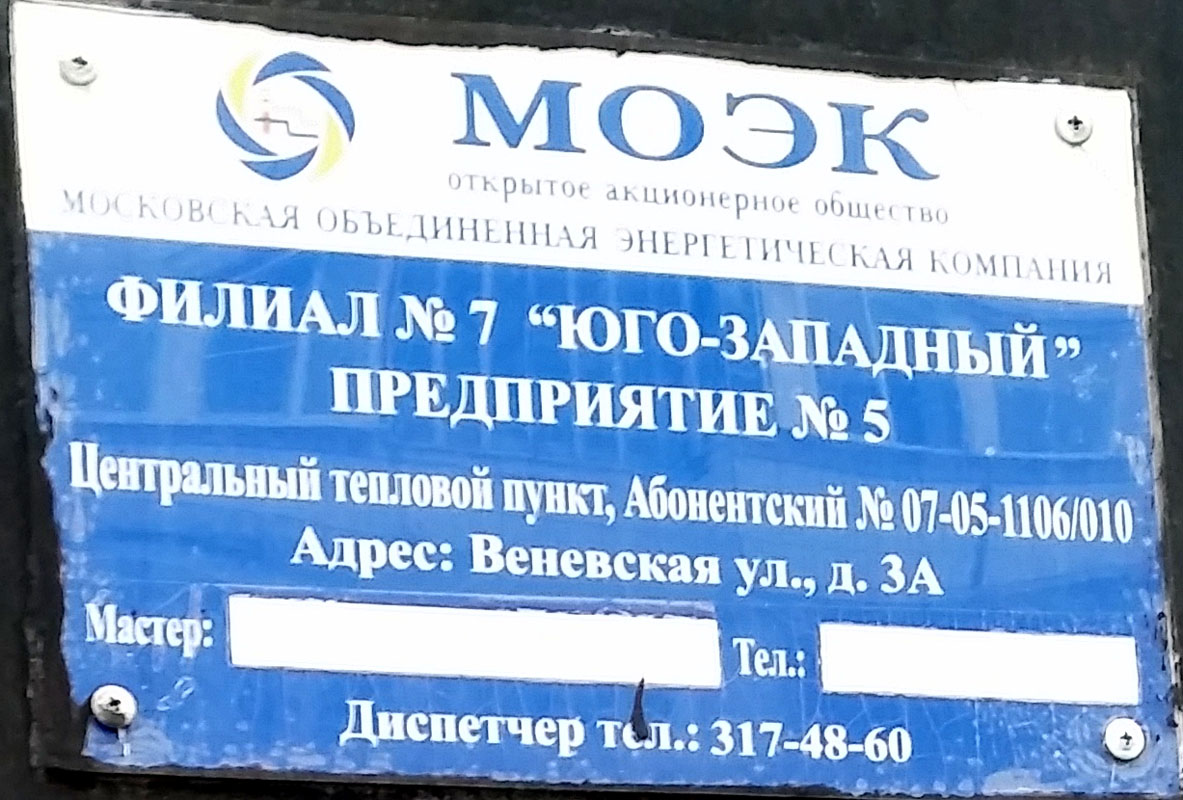 МОЭК
открытое акционерное общество
МОСКОВСКАЯ ОБЪЕДИНЕННАЯ ЭНЕРГЕТИЧЕСКАЯ КОМПАНИЯ
ФИЛИАЛ № 7 “ЮГО-ЗАПАДНЫЙ”
ПРЕДПРИЯТИЕ № 5
Центральный тепловой пункт, Абонентский № 07-05-1106/010
Адрес: Веневская ул., д. 3А
Мастер: Тел.:
Диспетчер тел.: 317-48-60